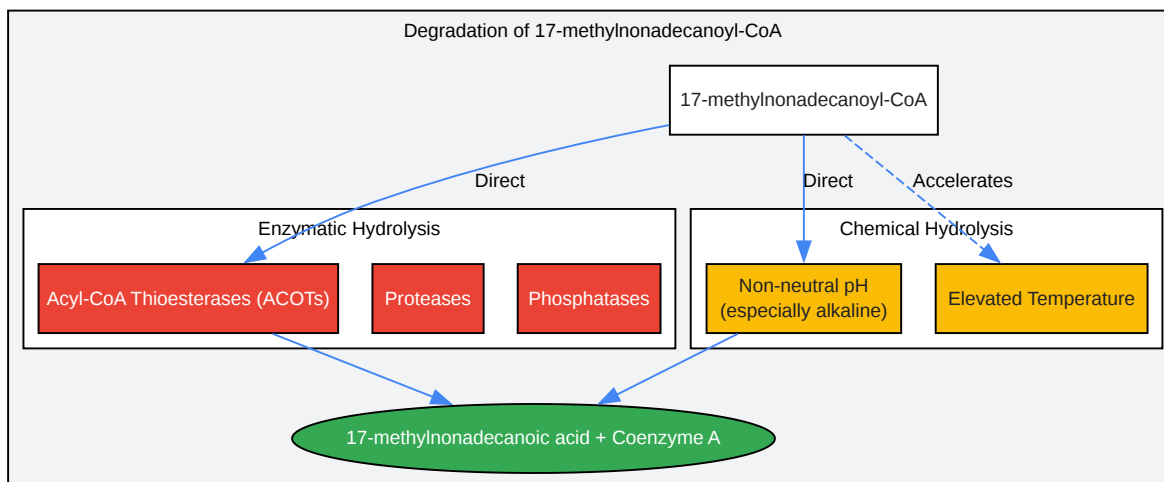 Degradation of 17-methylnonadecanoyl-CoA
17-methylnonadecanoyl-CoA
Direct
Direct
Accelerates
Enzymatic Hydrolysis
Chemical Hydrolysis
Acyl-CoA Thioesterases (ACOTs)
Proteases
Phosphatases
Non-neutral pH
(especially alkaline)
Elevated Temperature
17-methylnonadecanoic acid + Coenzyme A